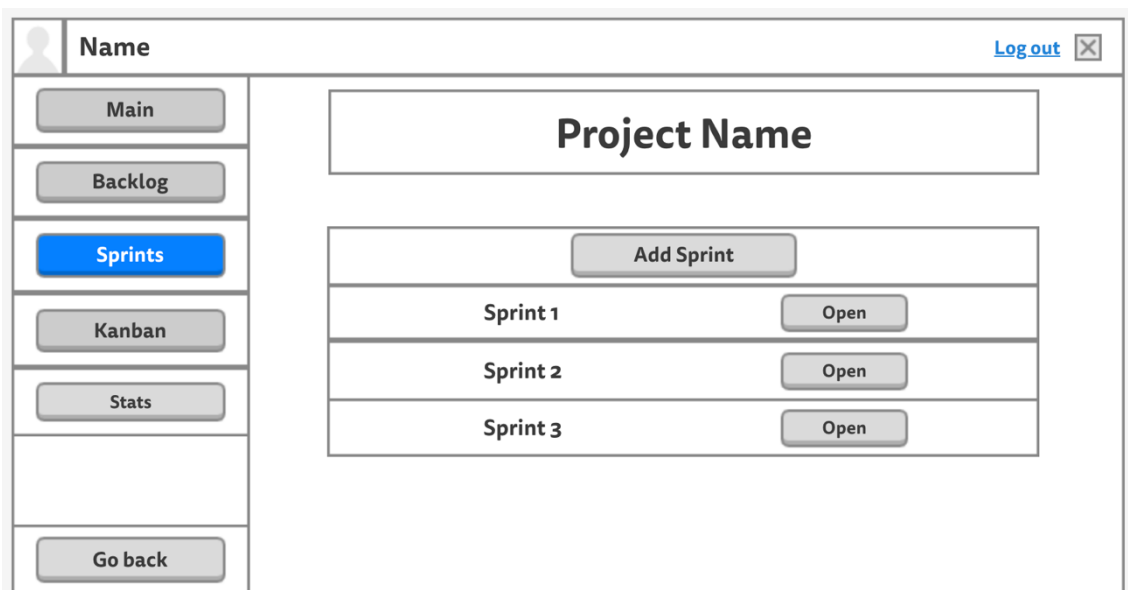 Name
Log out
Main
Backlog
Sprints
Kanban
Stats
Go back
Project Name
Add Sprint
Sprint 1 Open
Sprint 2 Open
Sprint 3 Open